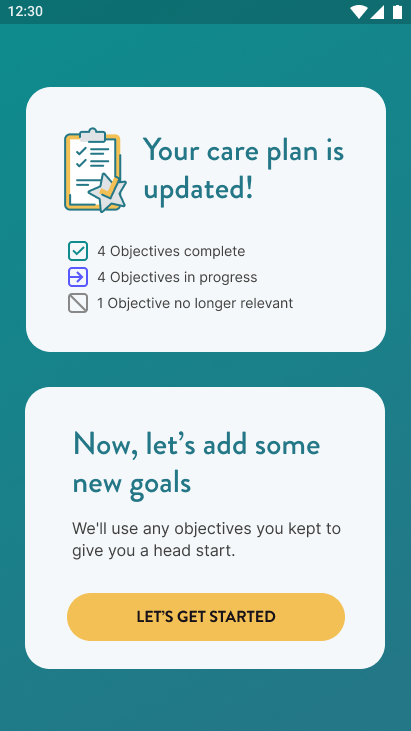 12:30
Your care plan is
updated!
4 Objectives complete
4 Objectives in progress
1 Objective no longer relevant
Now, let's add some
new goals
We'll use any objectives you kept to
give you a head start.
LET'S GET STARTED